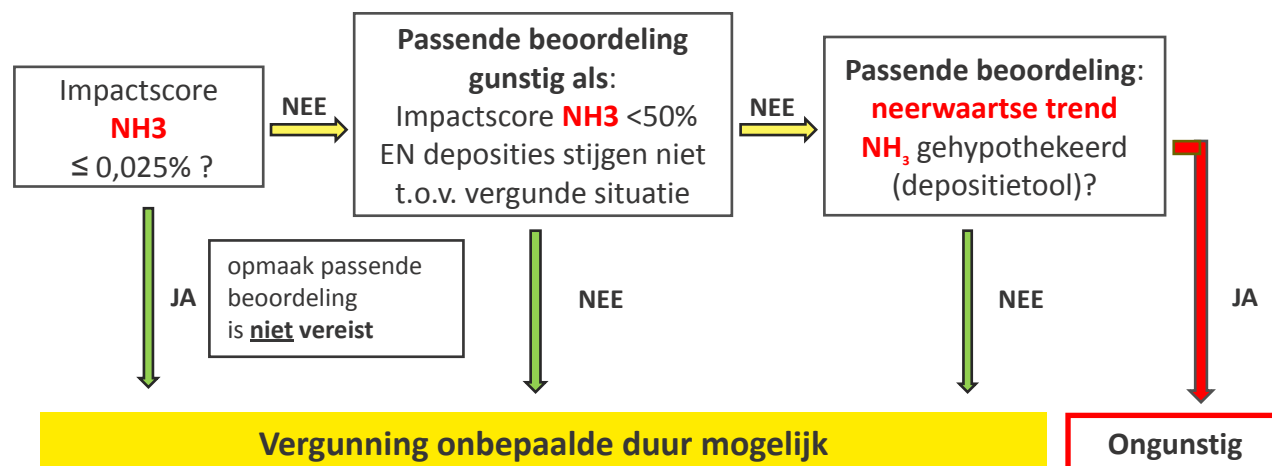 Impactscore
NH3
≤ 0,025% ?
NEE
Passende beoordeling
gunstig als:
Impactscore NH3 <50%
EN deposities stijgen niet
t.o.v. vergunde situatie
NEE
Passende beoordeling:
neerwaartse trend
NH₃ gehypothekeerd
(depositietool)?
JA
opmaak passende
beoordeling
is niet vereist
NEE
NEE
JA
Vergunning onbepaalde duur mogelijk
Ongunstig